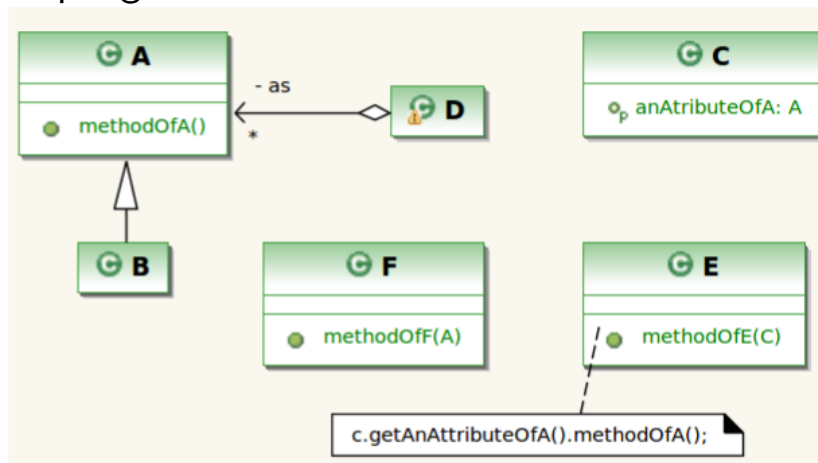 A
methodOfA()
- as
*
D
C
anAtributeOfA: A
B
F
methodOfF(A)
E
methodOfE(C)
c.getAnAttributeOfA().methodOfA();